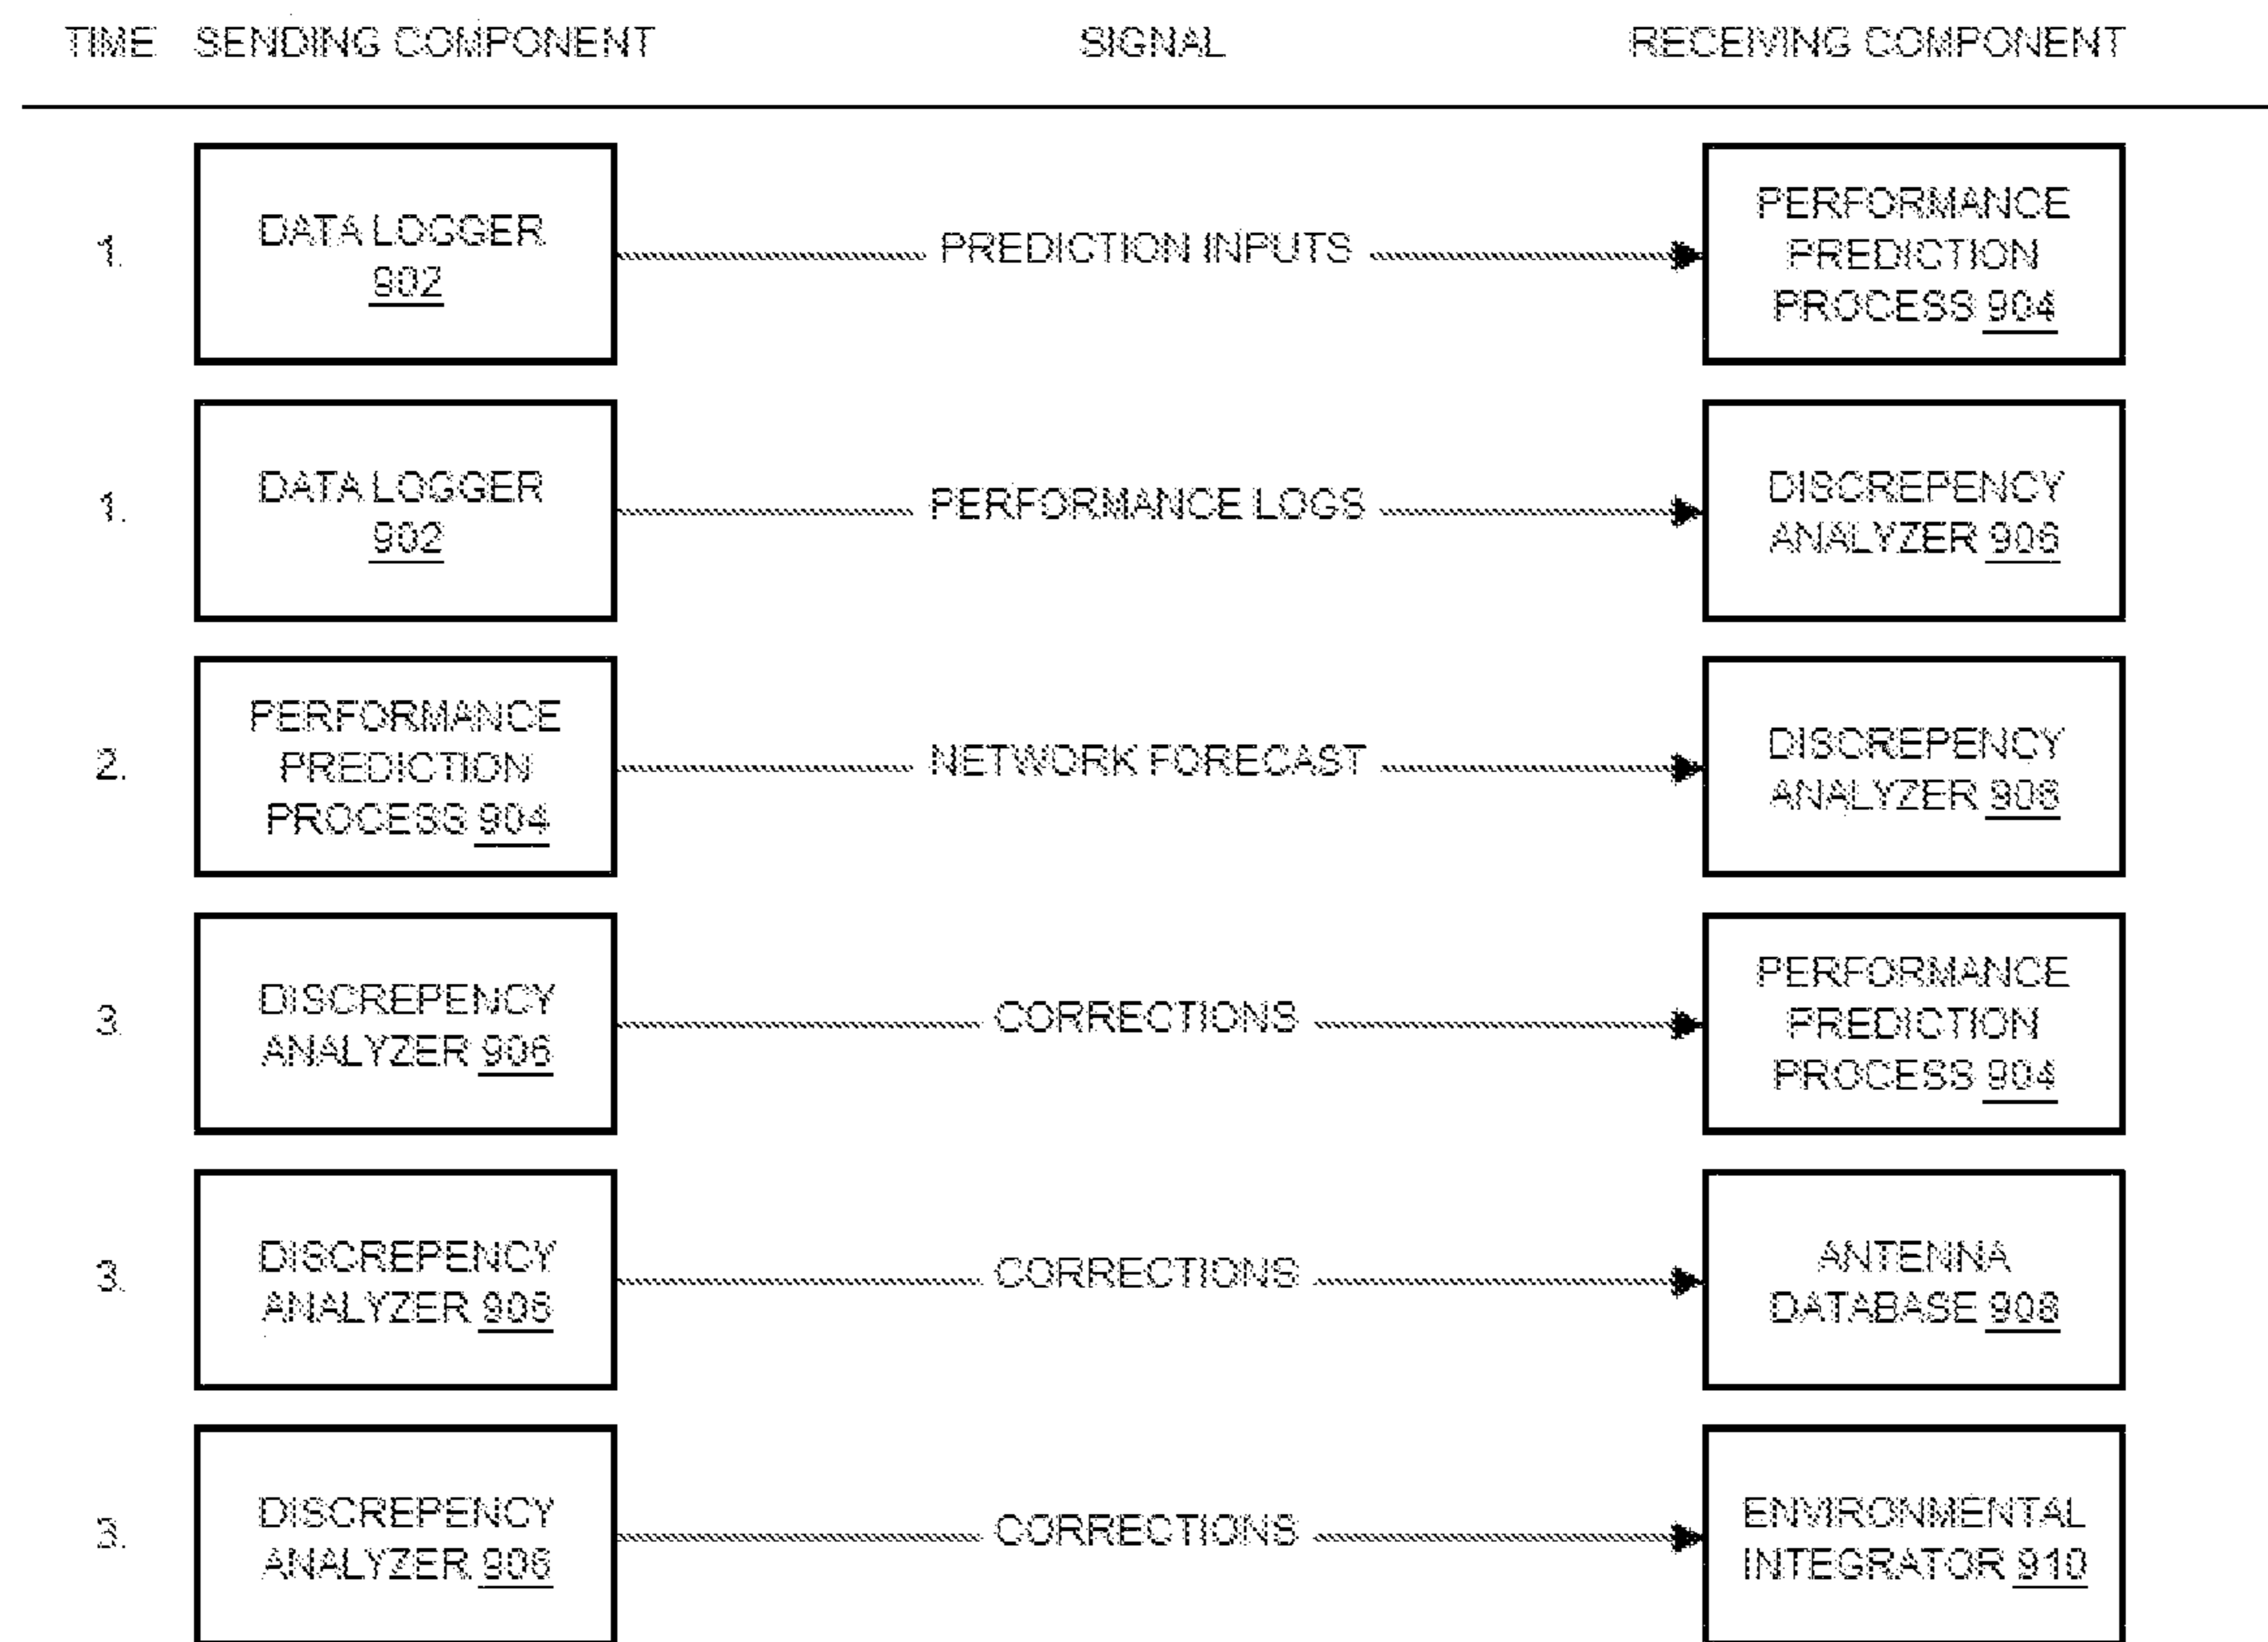 TIME SENDING COMPONENT SIGNAL RECEIVING COMPONENT
1. DATA LOGGER 902 PREDICTION INPUTS PERFORMANCE PREDICTION PROCESS 904
1. DATA LOGGER 902 PERFORMANCE LOGS DISCREPENCY ANALYZER 906
2. PERFORMANCE PREDICTION PROCESS 904 NETWORK FORECAST DISCREPENCY ANALYZER 906
3. DISCREPENCY ANALYZER 906 CORRECTIONS PERFORMANCE PREDICTION PROCESS 904
3. DISCREPENCY ANALYZER 906 CORRECTIONS ANTENNA DATABASE 908
3. DISCREPENCY ANALYZER 906 CORRECTIONS ENVIRONMENTAL INTEGRATOR 910